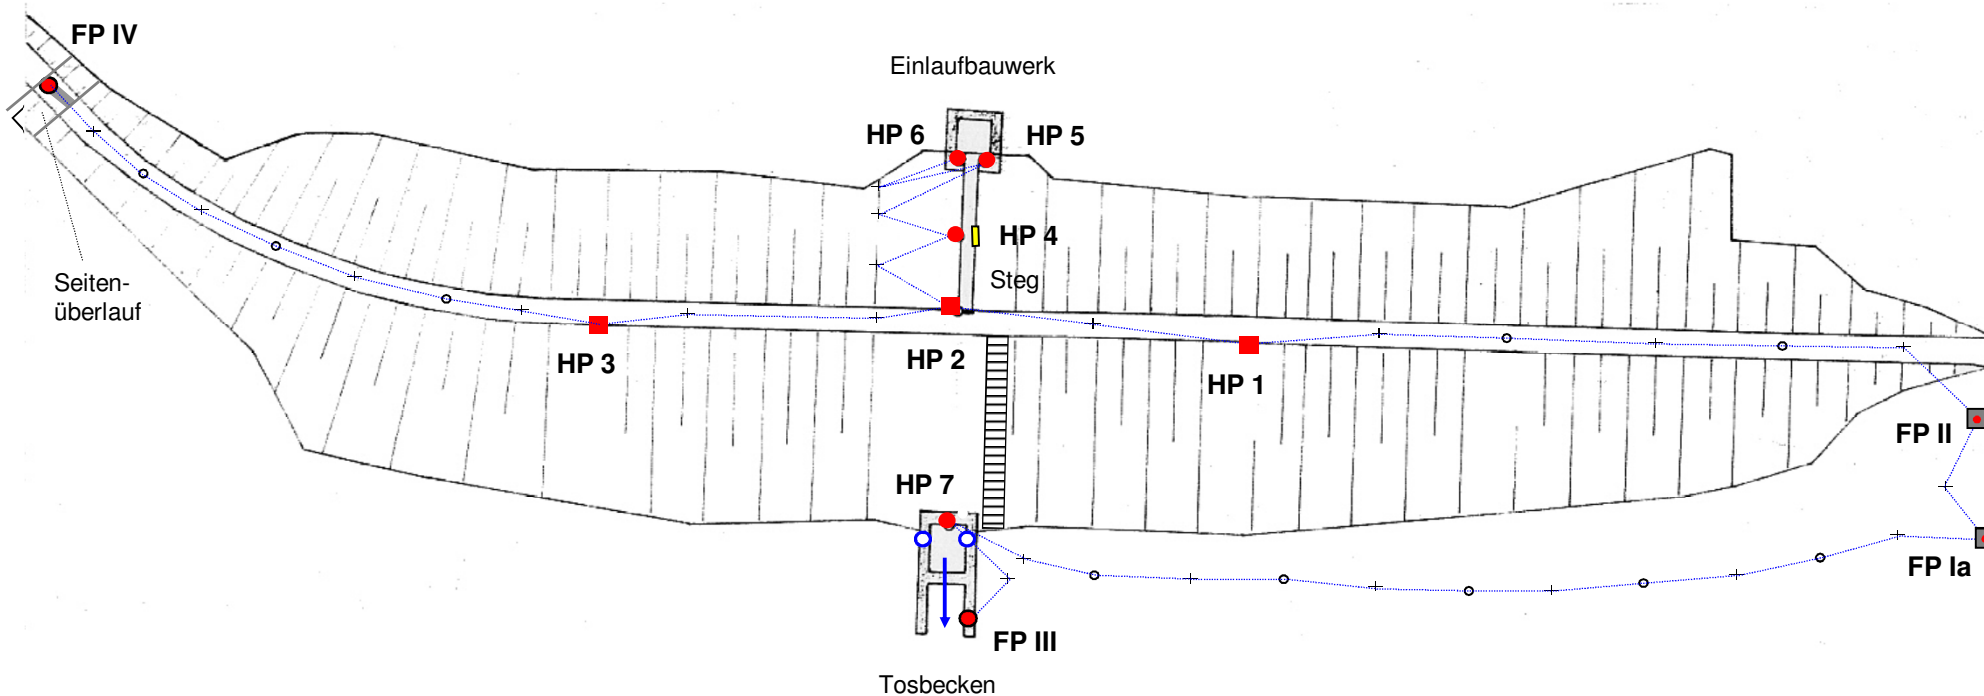 FP IV
Einlaufbauwerk
HP 6
HP 5
HP 4
Steg
Seiten-
überlauf
HP 3
HP 2
HP 1
FP II
HP 7
FP Ia
FP III
Tosbecken